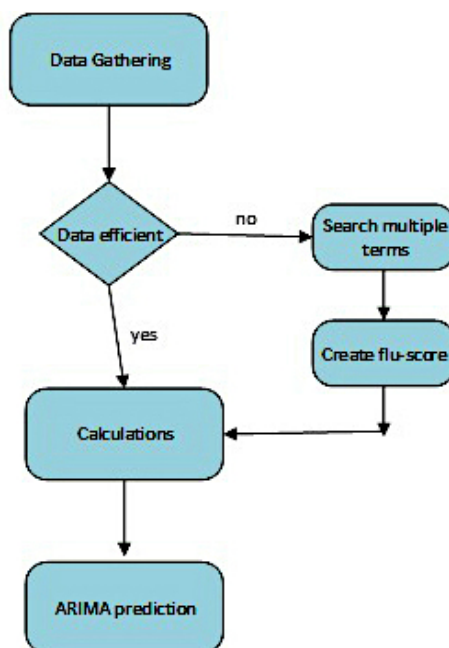 Data Gathering
Data efficient
no
Search multiple
terms
yes
Create flu-score
Calculations
ARIMA prediction